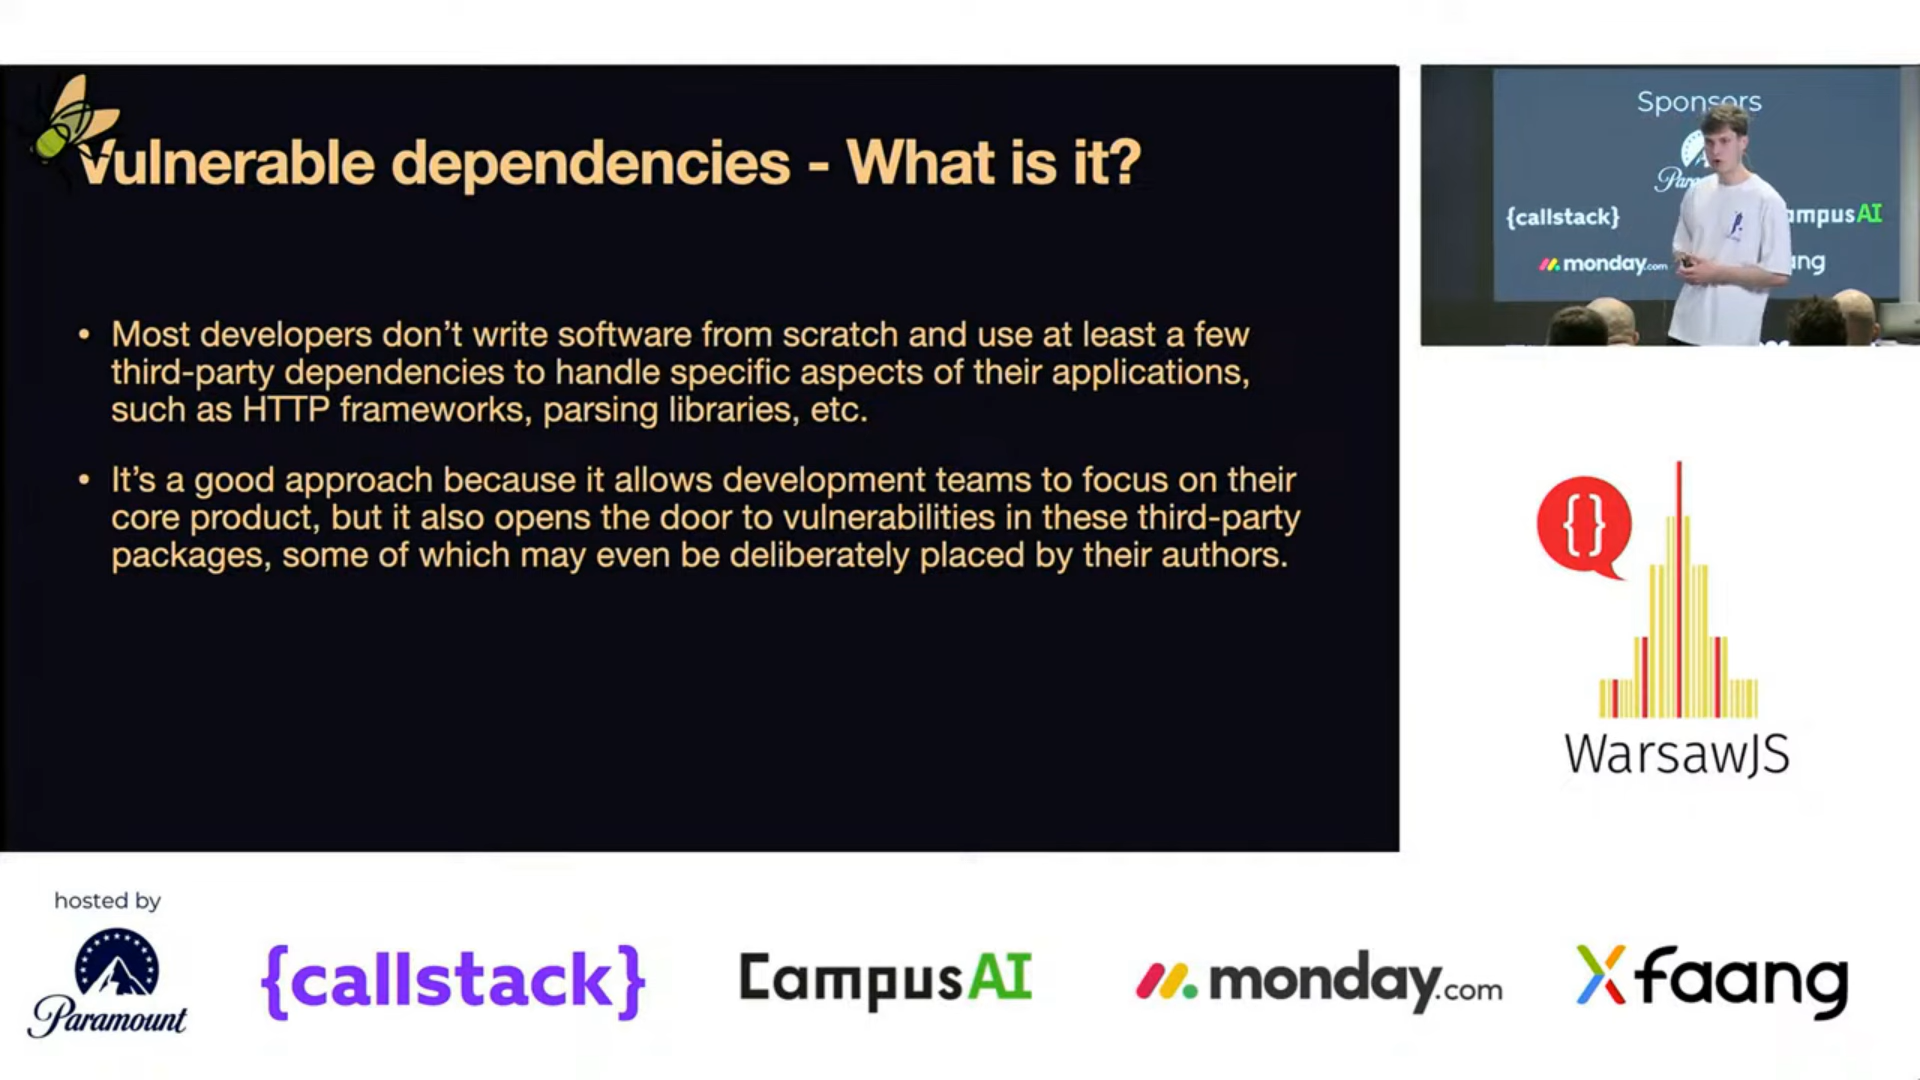 Vulnerable dependencies - What is it?
• Most developers don’t write software from scratch and use at least a few
third-party dependencies to handle specific aspects of their applications,
such as HTTP frameworks, parsing libraries, etc.
• It’s a good approach because it allows development teams to focus on their
core product, but it also opens the door to vulnerabilities in these third-party
packages, some of which may even be deliberately placed by their authors.
Sponsors
{callstack}
monday.com
{}
WarsawJS
hosted by
Paramount
{callstack}
CampusAI
monday.com
Xfaang